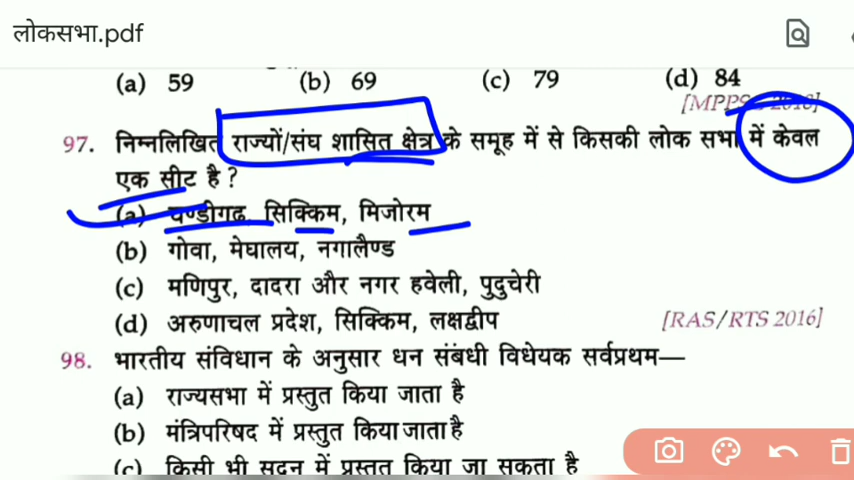 लोकसभा.pdf
(a) 59 (b) 69 (c) 79 (d) 84
[MPPSC 2018]
97. निम्नलिखित राज्यों/संघ शासित क्षेत्र के समूह में से किसकी लोक सभा में केवल
एक सीट है?
(a) चण्डीगढ़, सिक्किम, मिजोरम
(b) गोवा, मेघालय, नगालैण्ड
(c) मणिपुर, दादरा और नगर हवेली, पुदुचेरी
(d) अरुणाचल प्रदेश, सिक्किम, लक्षद्वीप [RAS/RTS 2016]
98. भारतीय संविधान के अनुसार धन संबंधी विधेयक सर्वप्रथम—
(a) राज्यसभा में प्रस्तुत किया जाता है
(b) मंत्रिपरिषद में प्रस्तुत किया जाता है
(c) किसी भी सदन में प्रस्तुत किया जा सकता है